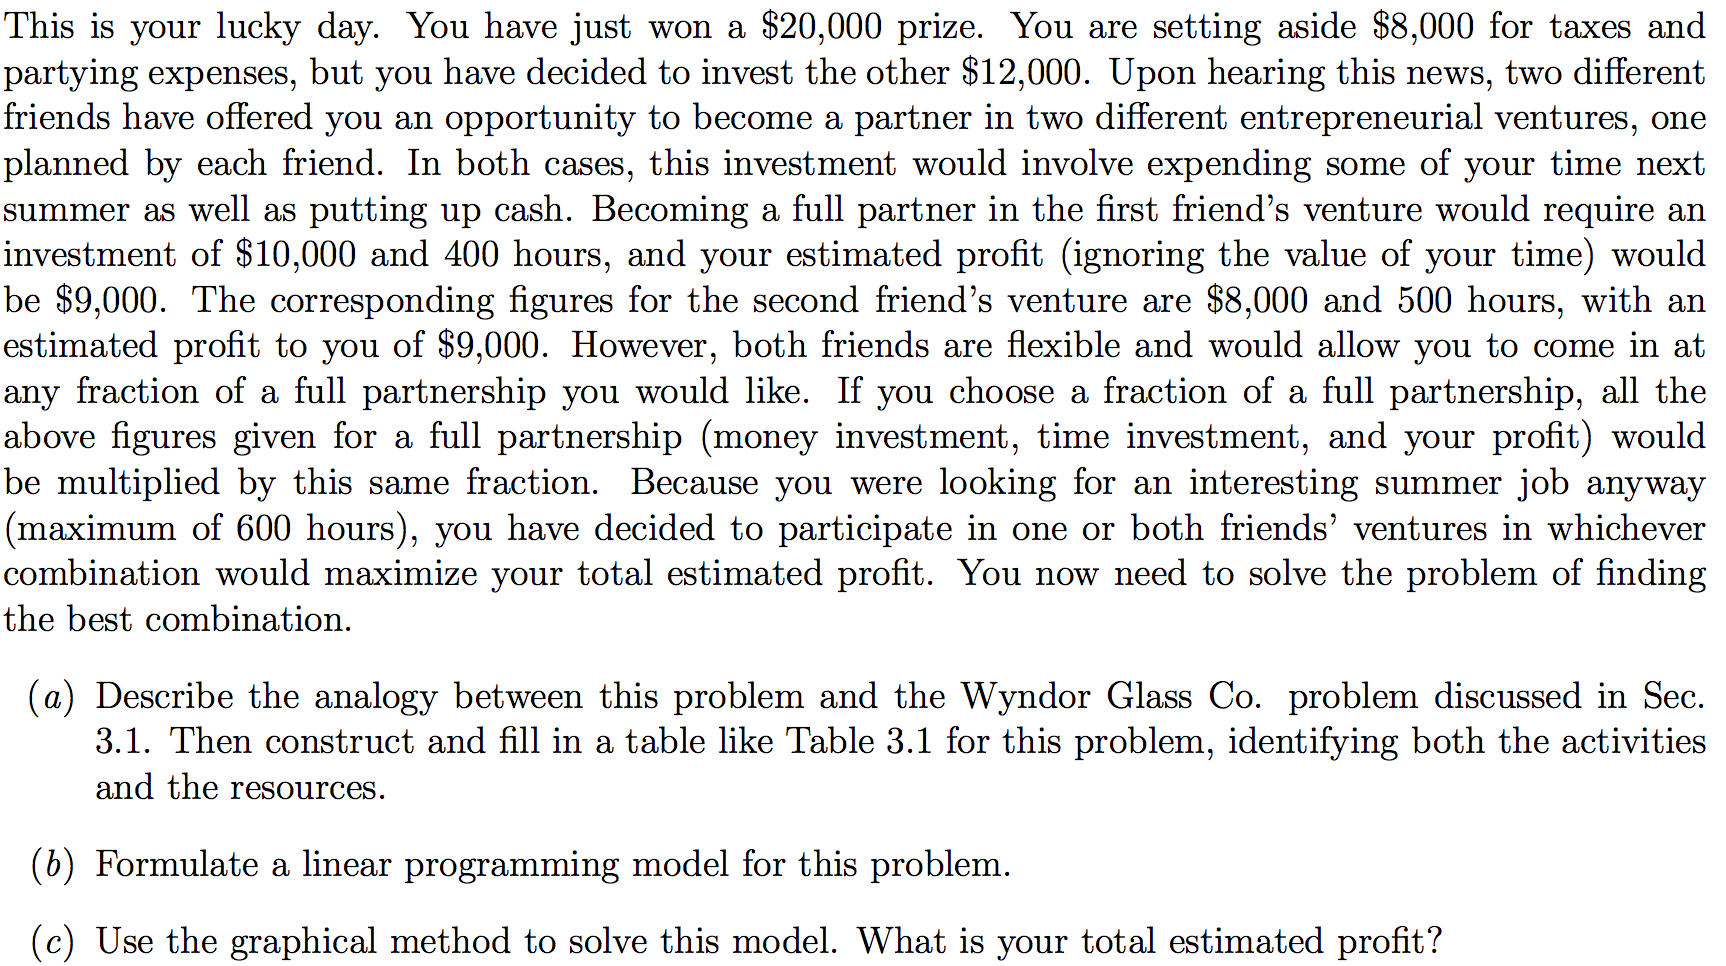 This is your lucky day. You have just won a $20,000 prize. You are setting aside $8,000 for taxes and
partying expenses, but you have decided to invest the other $12,000. Upon hearing this news, two different
friends have offered you an opportunity to become a partner in two different entrepreneurial ventures, one
planned by each friend. In both cases, this investment would involve expending some of your time next
summer as well as putting up cash. Becoming a full partner in the first friend's venture would require an
investment of $10,000 and 400 hours, and your estimated profit (ignoring the value of your time) would
be $9,000. The corresponding figures for the second friend's venture are $8,000 and 500 hours, with an
estimated profit to you of $9,000. However, both friends are flexible and would allow you to come in at
any fraction of a full partnership you would like. If you choose a fraction of a full partnership, all the
above figures given for a full partnership (money investment, time investment, and your profit) would
be multiplied by this same fraction. Because you were looking for an interesting summer job anyway
(maximum of 600 hours), you have decided to participate in one or both friends' ventures in whichever
combination would maximize your total estimated profit. You now need to solve the problem of finding
the best combination.
(a) Describe the analogy between this problem and the Wyndor Glass Co. problem discussed in Sec.
3.1. Then construct and fill in a table like Table 3.1 for this problem, identifying both the activities
and the resources.
(b) Formulate a linear programming model for this problem.
(c) Use the graphical method to solve this model. What is your total estimated profit?